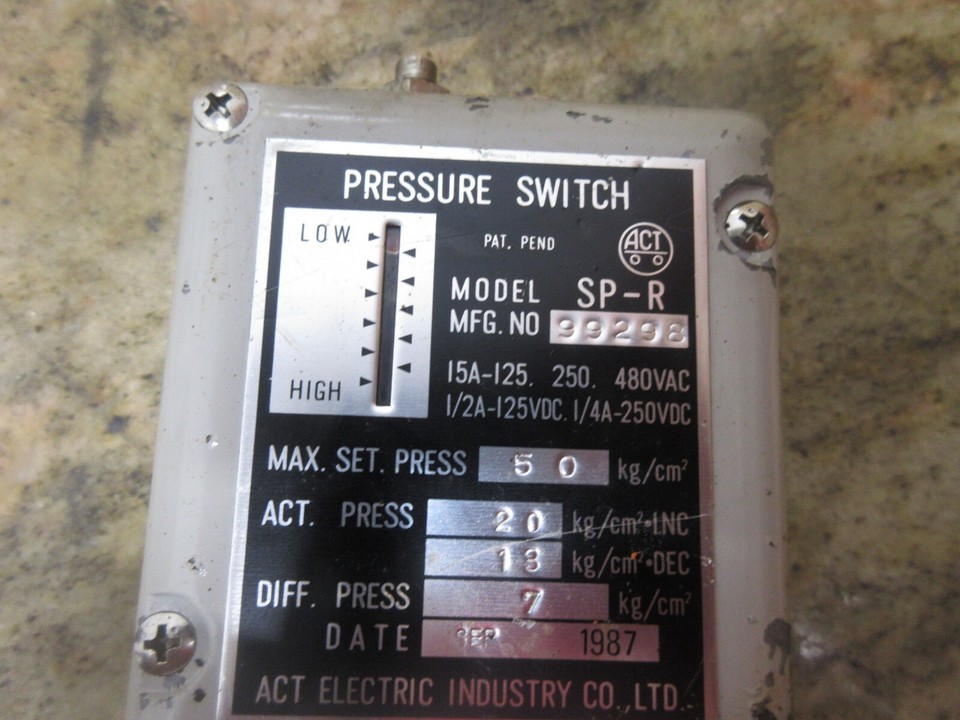 PRESSURE SWITCH
LOW
HIGH
PAT. PEND
ACT
MODEL SP-R
MFG. NO 99298
15A-125. 250. 480VAC
1/2A-125VDC. 1/4A-250VDC
MAX. SET. PRESS 50 kg/cm²
ACT. PRESS 20 kg/cm²•INC
13 kg/cm²•DEC
DIFF. PRESS 7 kg/cm²
DATE SEP 1987
ACT ELECTRIC INDUSTRY CO.,LTD.